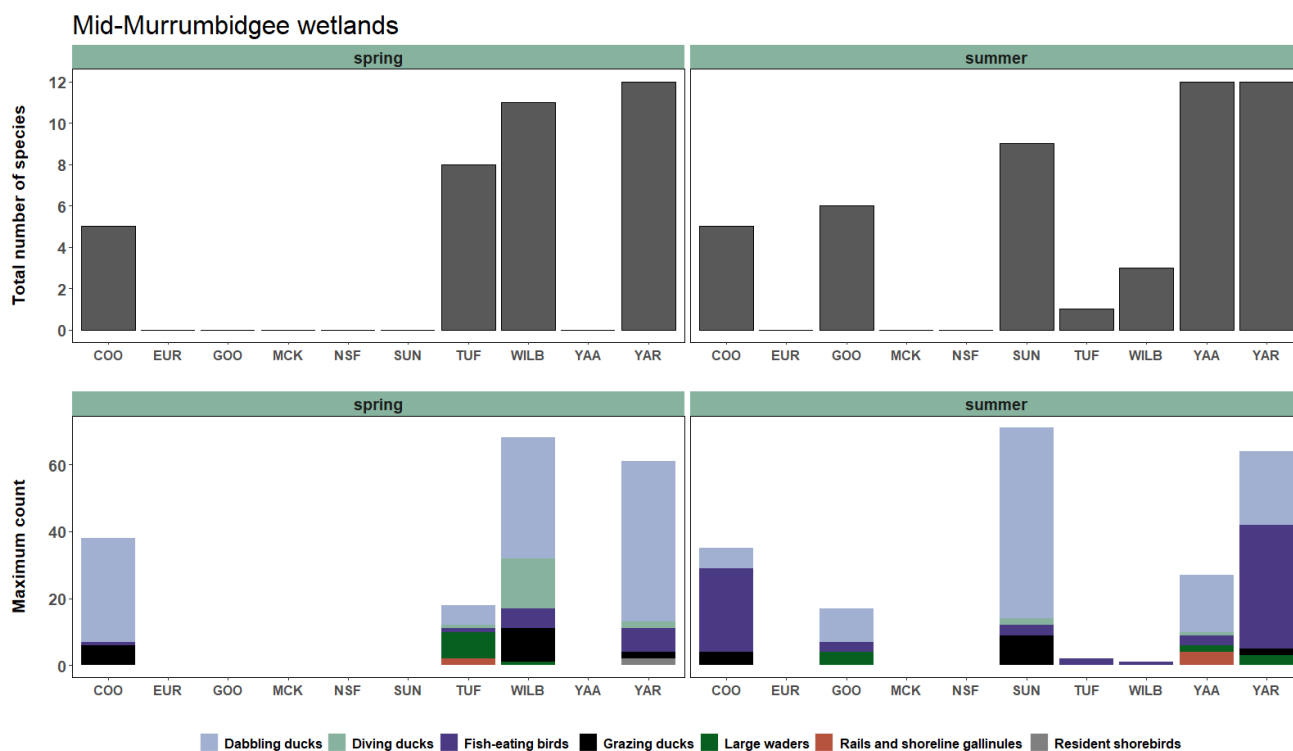 Mid-Murrumbidgee wetlands
spring summer
Total number of species
12
10
8
6
4
2
0
COO EUR GOO MCK NSF SUN TUF WILB YAA YAR COO EUR GOO MCK NSF SUN TUF WILB YAA YAR
spring summer
Maximum count
60
40
20
0
COO EUR GOO MCK NSF SUN TUF WILB YAA YAR COO EUR GOO MCK NSF SUN TUF WILB YAA YAR
Dabbling ducks Diving ducks Fish-eating birds Grazing ducks Large waders Rails and shoreline gallinules Resident shorebirds